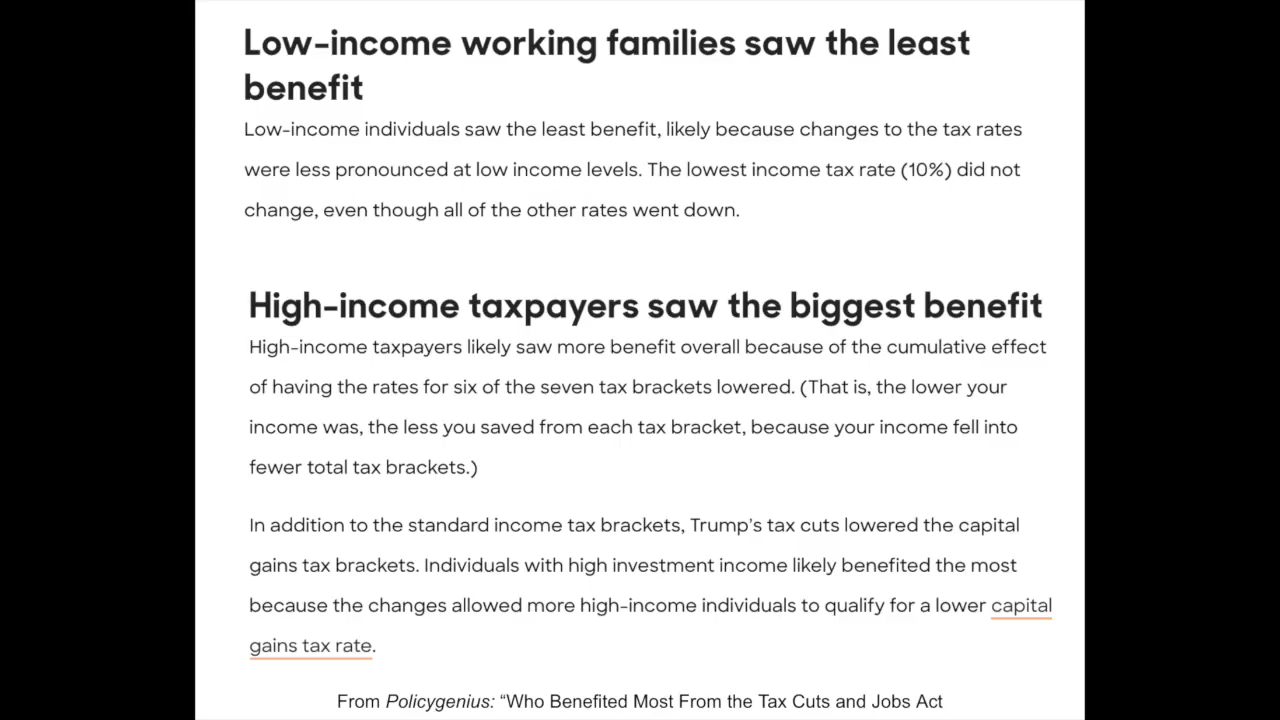 Low-income working families saw the least
benefit
Low-income individuals saw the least benefit, likely because changes to the tax rates
were less pronounced at low income levels. The lowest income tax rate (10%) did not
change, even though all of the other rates went down.
High-income taxpayers saw the biggest benefit
High-income taxpayers likely saw more benefit overall because of the cumulative effect
of having the rates for six of the seven tax brackets lowered. (That is, the lower your
income was, the less you saved from each tax bracket, because your income fell into
fewer total tax brackets.)
In addition to the standard income tax brackets, Trump's tax cuts lowered the capital
gains tax brackets. Individuals with high investment income likely benefited the most
because the changes allowed more high-income individuals to qualify for a lower capital
gains tax rate.
From Policygenius: “Who Benefited Most From the Tax Cuts and Jobs Act